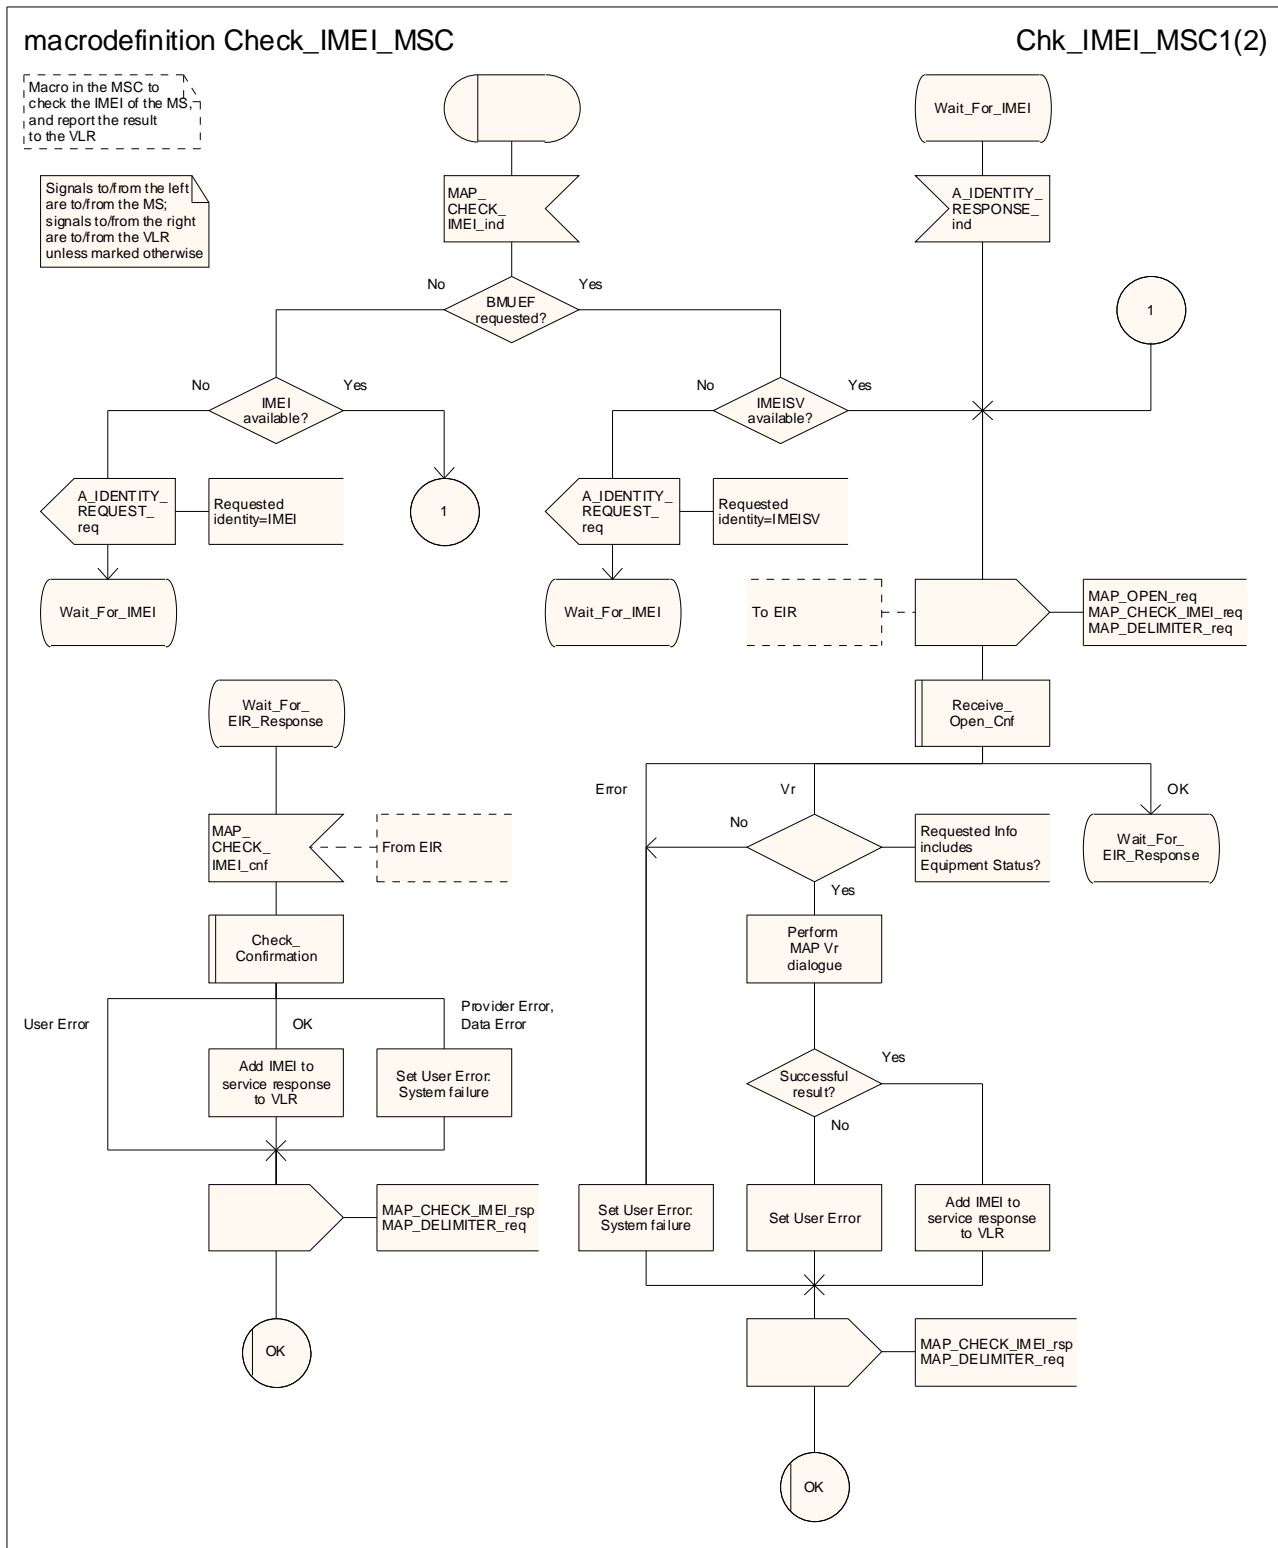 macrodefinition Check_IMEI_MSC
Chk_IMEI_MSC1(2)
Macro in the MSC to
check the IMEI of the MS,
and report the result
to the VLR
Signals to/from the left
are to/from the MS;
signals to/from the right
are to/from the VLR
unless marked otherwise
MAP_
CHECK_
IMEI_ind
Wait_For_IMEI
A_IDENTITY_
RESPONSE_
ind
No
Yes
BMUEF
requested?
1
No
Yes
IMEI
available?
No
Yes
IMEISV
available?
A_IDENTITY_
REQUEST_
req
Requested
identity=IMEI
1
A_IDENTITY_
REQUEST_
req
Requested
identity=IMEISV
Wait_For_IMEI
Wait_For_IMEI
To EIR
MAP_OPEN_req
MAP_CHECK_IMEI_req
MAP_DELIMITER_req
Wait_For_
EIR_Response
Receive_
Open_Cnf
Error
Vr
OK
MAP_
CHECK_
IMEI_cnf
From EIR
No
Yes
Requested Info
includes
Equipment Status?
Wait_For_
EIR_Response
Check_
Confirmation
Perform
MAP Vr
dialogue
User Error
OK
Provider Error,
Data Error
Add IMEI to
service response
to VLR
Set User Error:
System failure
Successful
result?
Yes
No
MAP_CHECK_IMEI_rsp
MAP_DELIMITER_req
Set User Error:
System failure
Set User Error
Add IMEI to
service response
to VLR
OK
MAP_CHECK_IMEI_rsp
MAP_DELIMITER_req
OK